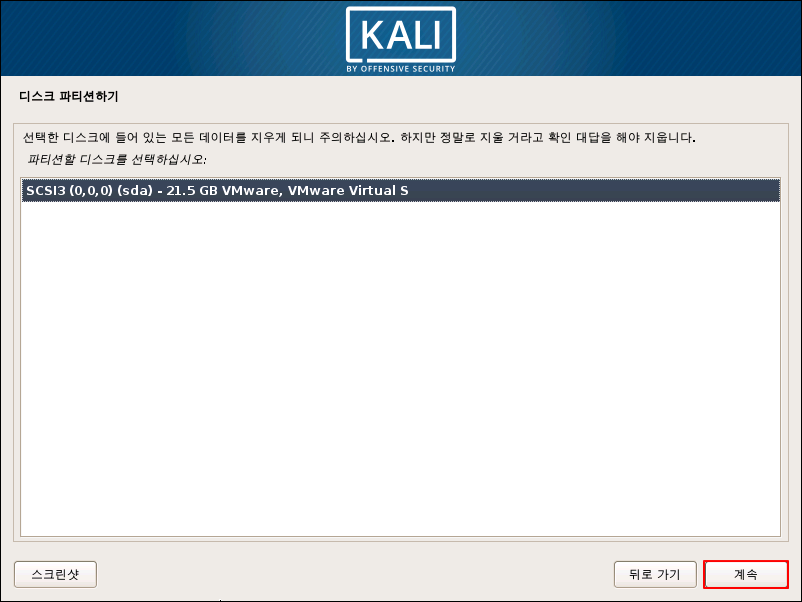 KALI
BY OFFENSIVE SECURITY
디스크 파티션하기
선택한 디스크에 들어 있는 모든 데이터를 지우게 되니 주의하십시오. 하지만 정말로 지울 거라고 확인 대답을 해야 지웁니다.
파티션할 디스크를 선택하십시오:
SCSI3 (0,0,0) (sda) - 21.5 GB VMware, VMware Virtual S
스크린샷
뒤로 가기
계속